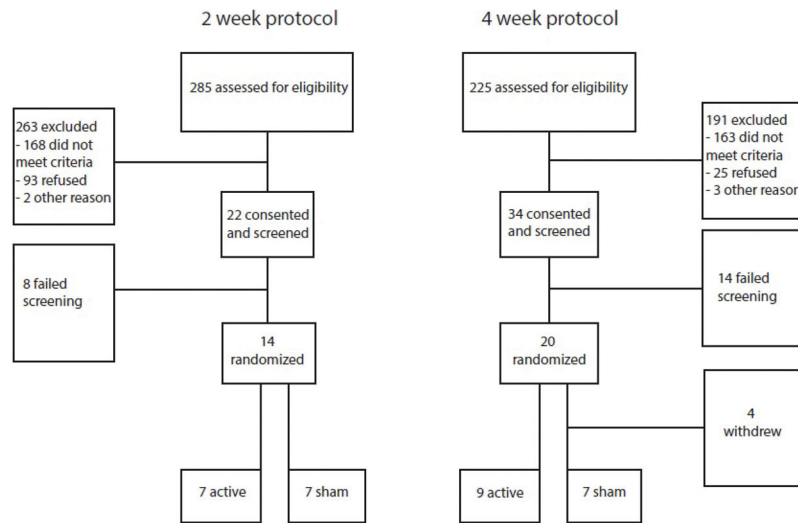 2 week protocol
285 assessed for eligibility
263 excluded
- 168 did not
meet criteria
- 93 refused
- 2 other reason
22 consented
and screened
8 failed
screening
14
randomized
7 active
7 sham
4 week protocol
225 assessed for eligibility
191 excluded
- 163 did not
meet criteria
- 25 refused
- 3 other reason
34 consented
and screened
14 failed
screening
20
randomized
4
withdrew
9 active
7 sham